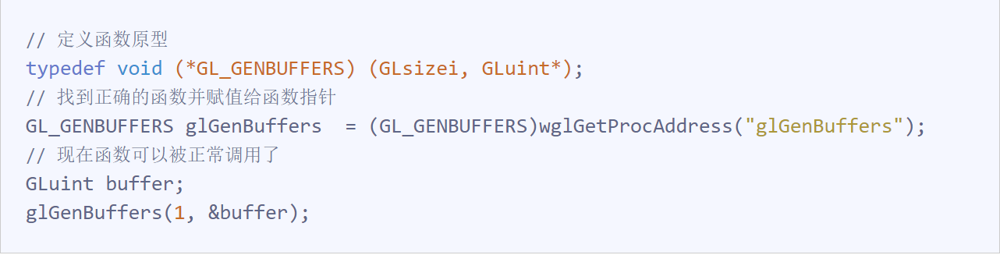 // 定义函数原型
typedef void (*GL_GENBUFFERS) (GLsizei, GLuint*);
// 找到正确的函数并赋值给函数指针
GL_GENBUFFERS glGenBuffers  = (GL_GENBUFFERS)wglGetProcAddress("glGenBuffers");
// 现在函数可以被正常调用了
GLuint buffer;
glGenBuffers(1, &buffer);